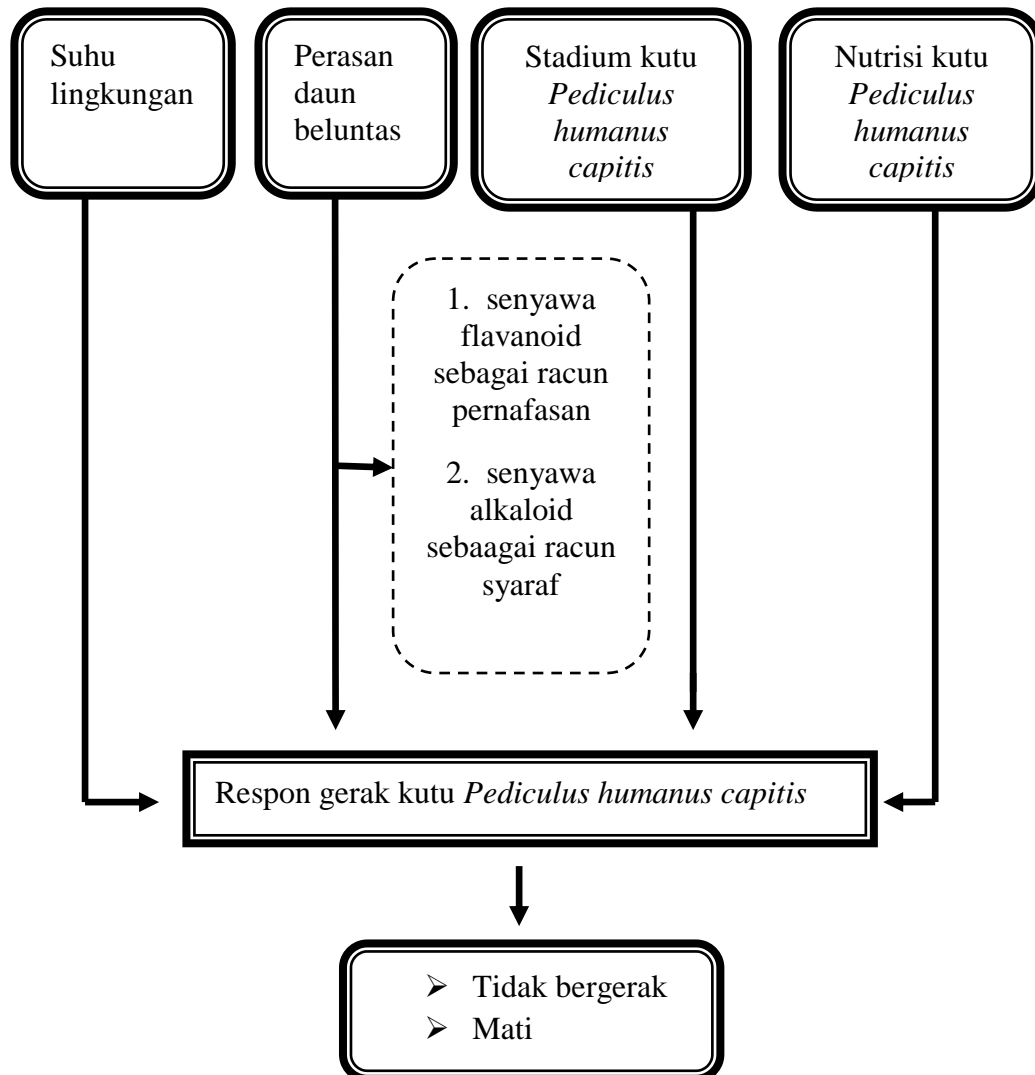 Suhu
lingkungan
Perasan
daun
beluntas
Stadium kutu
Pediculus
humanus
capitis
Nutrisi kutu
Pediculus
humanus
capitis
1. senyawa
flavanoid
sebagai racun
pernafasan
2. senyawa
alkaloid
sebaagai racun
syaraf
Respon gerak kutu Pediculus humanus capitis
➢ Tidak bergerak
➢ Mati